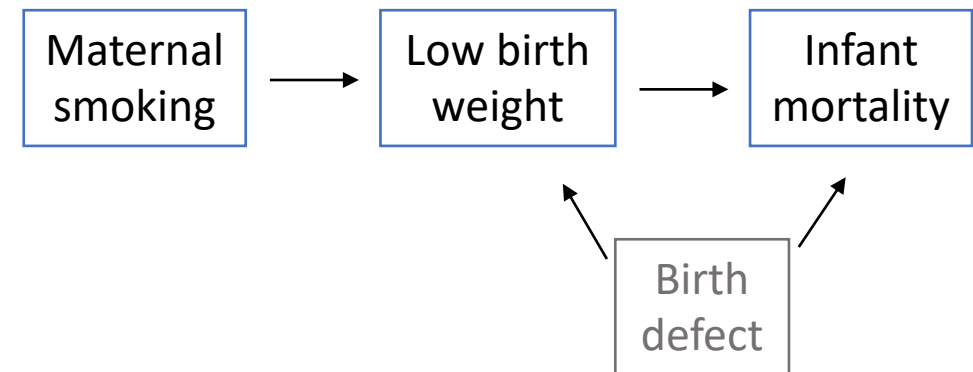 Maternal
smoking
Low birth
weight
Infant
mortality
Birth
defect